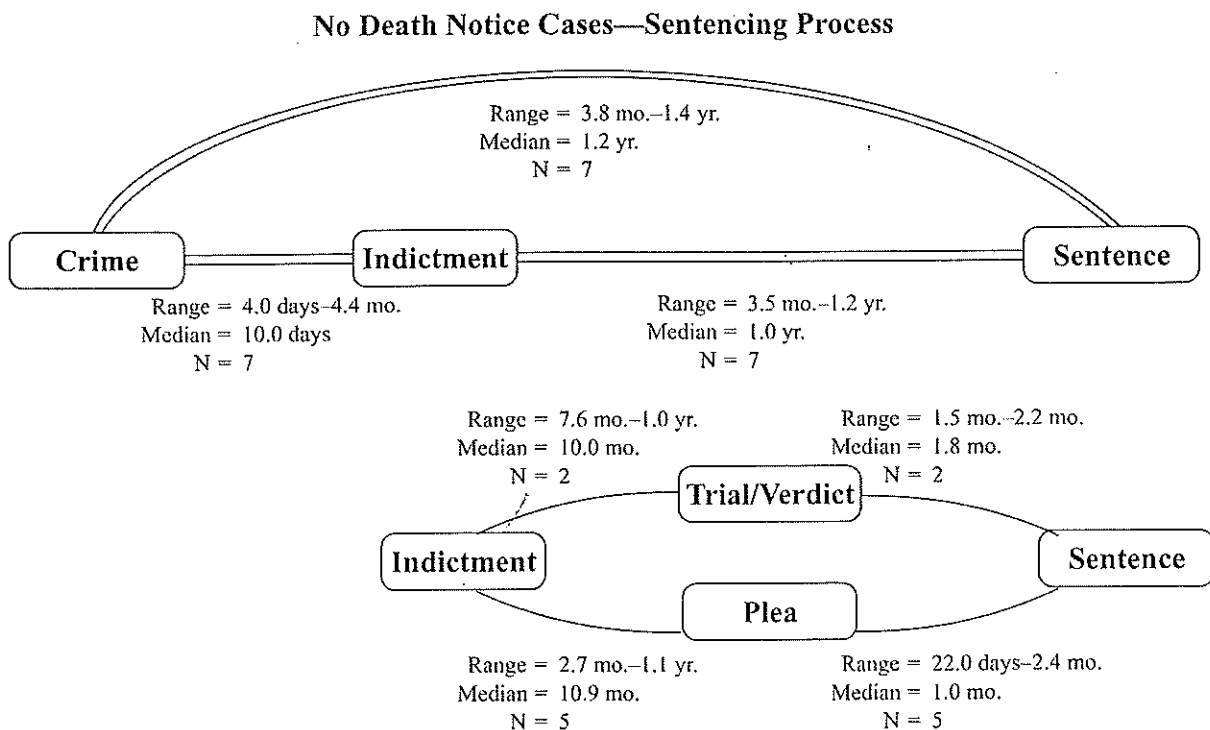 No Death Notice Cases—Sentencing Process
Range = 3.8 mo.–1.4 yr.
Median = 1.2 yr.
N = 7
Crime
Indictment
Sentence
Range = 4.0 days–4.4 mo.
Median = 10.0 days
N = 7
Range = 3.5 mo.–1.2 yr.
Median = 1.0 yr.
N = 7
Range = 7.6 mo.–1.0 yr.
Median = 10.0 mo.
N = 2
Range = 1.5 mo.–2.2 mo.
Median = 1.8 mo.
N = 2
Trial/Verdict
Indictment
Sentence
Plea
Range = 2.7 mo.–1.1 yr.
Median = 10.9 mo.
N = 5
Range = 22.0 days–2.4 mo.
Median = 1.0 mo.
N = 5